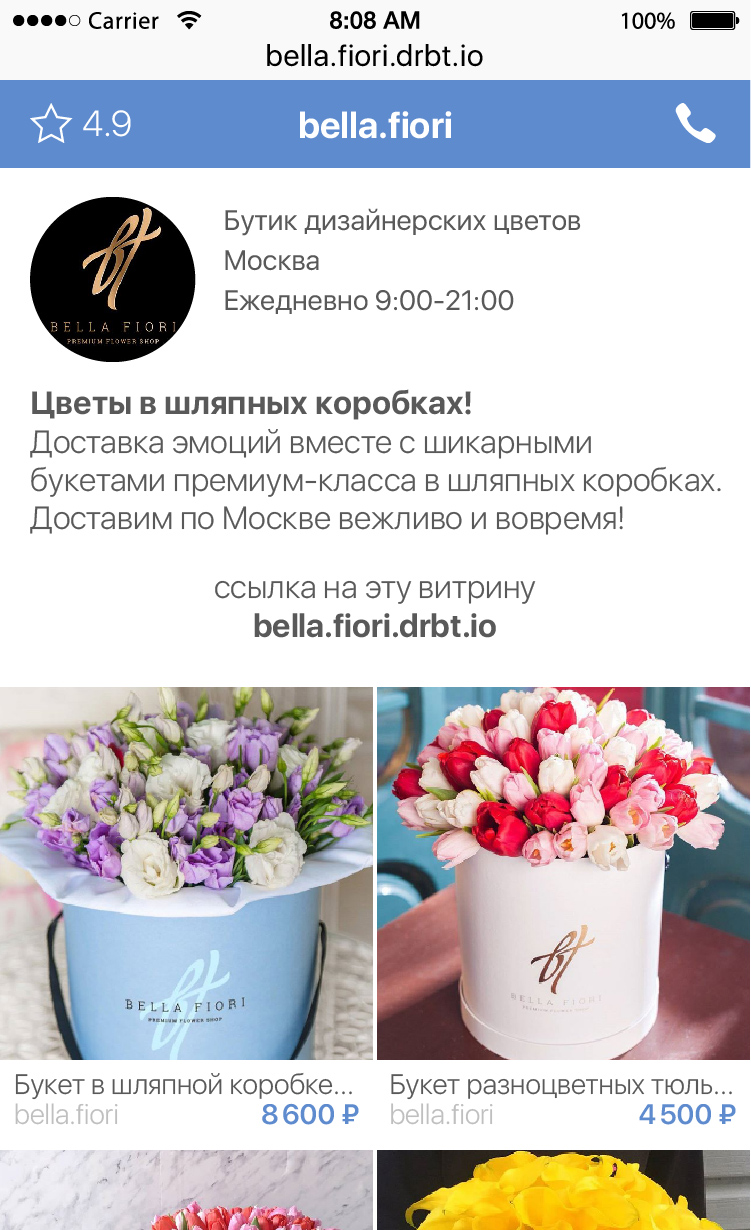 Carrier 8:08 AM 100%
bella.fiori.drbt.io
4.9 bella.fiori
Бутик дизайнерских цветов
Москва
Ежедневно 9:00-21:00
BELLA FIORI
PREMIUM FLOWER SHOP
Цветы в шляпных коробках!
Доставка эмоций вместе с шикарными
букетами премиум-класса в шляпных коробках.
Доставим по Москве вежливо и вовремя!
ссылка на эту витрину
bella.fiori.drbt.io
BELLA FIORI
PREMIUM FLOWER SHOP
BELLA FIORI
PREMIUM FLOWER SHOP
Букет в шляпной коробке...
bella.fiori 8 600 ₽
Букет разноцветных тюль...
bella.fiori 4 500 ₽